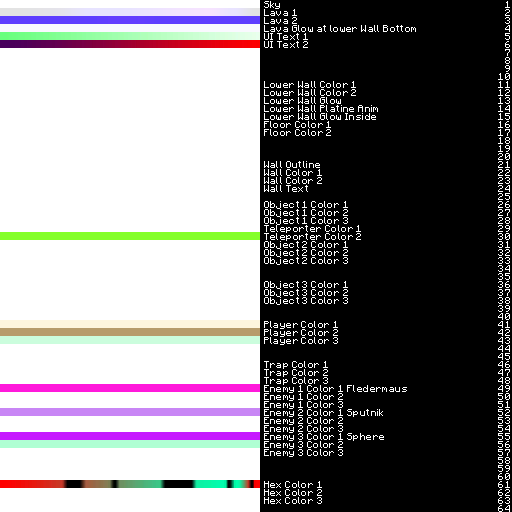 Sky 1
Lava 1 2
Lava 2 3
Lava Glow at lower Wall Bottom 4
UI Text 1 5
UI Text 2 6
7
8
9
10
Lower Wall Color 1 11
Lower Wall Color 2 12
Lower Wall Glow 13
Lower Wall Platine Anim 14
Lower Wall Glow Inside 15
Floor Color 1 16
Floor Color 2 17
18
19
20
Wall Outline 21
Wall Color 1 22
Wall Color 2 23
Wall Text 24
25
Object1 Color 1 26
Object1 Color 2 27
Object1 Color 3 28
Teleporter Color 1 29
Teleporter Color 2 30
Object2 Color 1 31
Object2 Color 2 32
Object2 Color 3 33
34
35
Object3 Color 1 36
Object3 Color 2 37
Object3 Color 3 38
39
40
Player Color 1 41
Player Color 2 42
Player Color 3 43
44
45
Trap Color 1 46
Trap Color 2 47
Trap Color 3 48
Enemy 1 Color 1 Fledermaus 49
Enemy 1 Color 2 50
Enemy 1 Color 3 51
Enemy 2 Color 1 Sputnik 52
Enemy 2 Color 2 53
Enemy 2 Color 3 54
Enemy 3 Color 1 Sphere 55
Enemy 3 Color 2 56
Enemy 3 Color 3 57
58
59
60
Hex Color 1 61
Hex Color 2 62
Hex Color 3 63
64